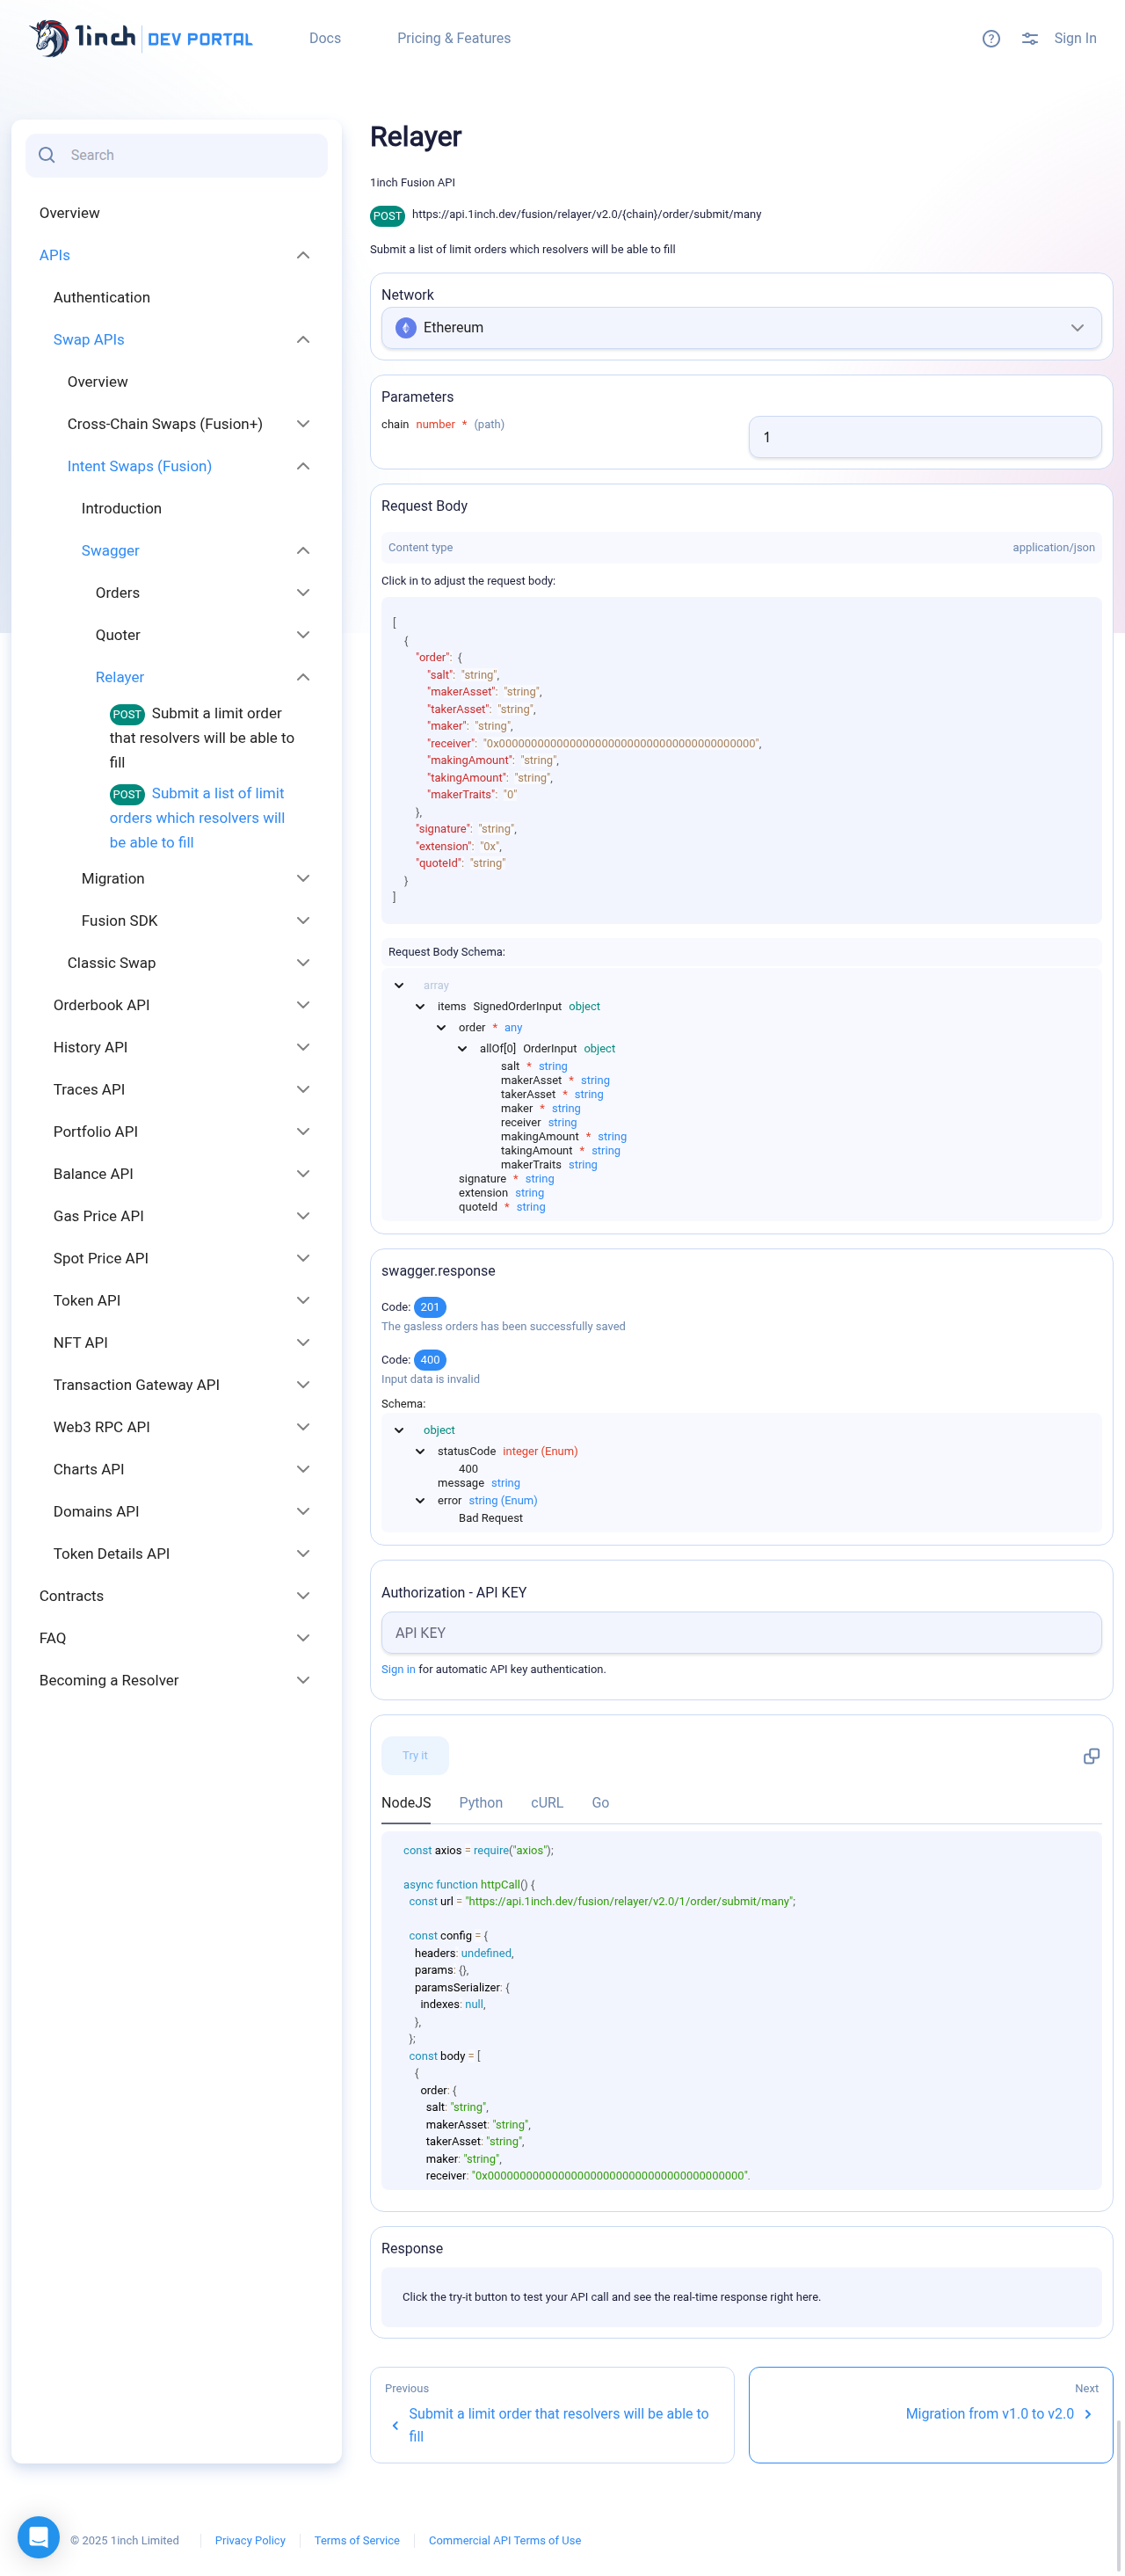 1inch DEV PORTAL
Docs
Pricing & Features
Sign In
Search
Overview
APIs
Authentication
Swap APIs
Overview
Cross-Chain Swaps (Fusion+)
Intent Swaps (Fusion)
Introduction
Swagger
Orders
Quoter
Relayer
POST Submit a limit order
that resolvers will be able to
fill
POST Submit a list of limit
orders which resolvers will
be able to fill
Migration
Fusion SDK
Classic Swap
Orderbook API
History API
Traces API
Portfolio API
Balance API
Gas Price API
Spot Price API
Token API
NFT API
Transaction Gateway API
Web3 RPC API
Charts API
Domains API
Token Details API
Contracts
FAQ
Becoming a Resolver
Relayer
1inch Fusion API
POST https://api.1inch.dev/fusion/relayer/v2.0/{chain}/order/submit/many
Submit a list of limit orders which resolvers will be able to fill
Network
Ethereum
Parameters
chain number * (path)
1
Request Body
Content type application/json
Click in to adjust the request body:
[
{
"order": {
"salt": "string",
"makerAsset": "string",
"takerAsset": "string",
"maker": "string",
"receiver": "0x0000000000000000000000000000000000000000",
"makingAmount": "string",
"takingAmount": "string",
"makerTraits": "0"
},
"signature": "string",
"extension": "0x",
"quoteId": "string"
}
]
Request Body Schema:
array
items SignedOrderInput object
order * any
allOf[0] OrderInput object
salt * string
makerAsset * string
takerAsset * string
maker * string
receiver string
makingAmount * string
takingAmount * string
makerTraits string
signature * string
extension string
quoteId * string
swagger.response
Code: 201
The gasless orders has been successfully saved
Code: 400
Input data is invalid
Schema:
object
statusCode integer (Enum)
400
message string
error string (Enum)
Bad Request
Authorization - API KEY
API KEY
Sign in for automatic API key authentication.
Try it
NodeJS
Python
cURL
Go
const axios = require("axios");
async function httpCall() {
const url = "https://api.1inch.dev/fusion/relayer/v2.0/1/order/submit/many";
const config = {
headers: undefined,
params: {},
paramsSerializer: {
indexes: null,
},
};
const body = [
{
order: {
salt: "string",
makerAsset: "string",
takerAsset: "string",
maker: "string",
receiver: "0x0000000000000000000000000000000000000000",
Response
Click the try-it button to test your API call and see the real-time response right here.
Previous
Submit a limit order that resolvers will be able to
fill
Next
Migration from v1.0 to v2.0
© 2025 1inch Limited
Privacy Policy
Terms of Service
Commercial API Terms of Use